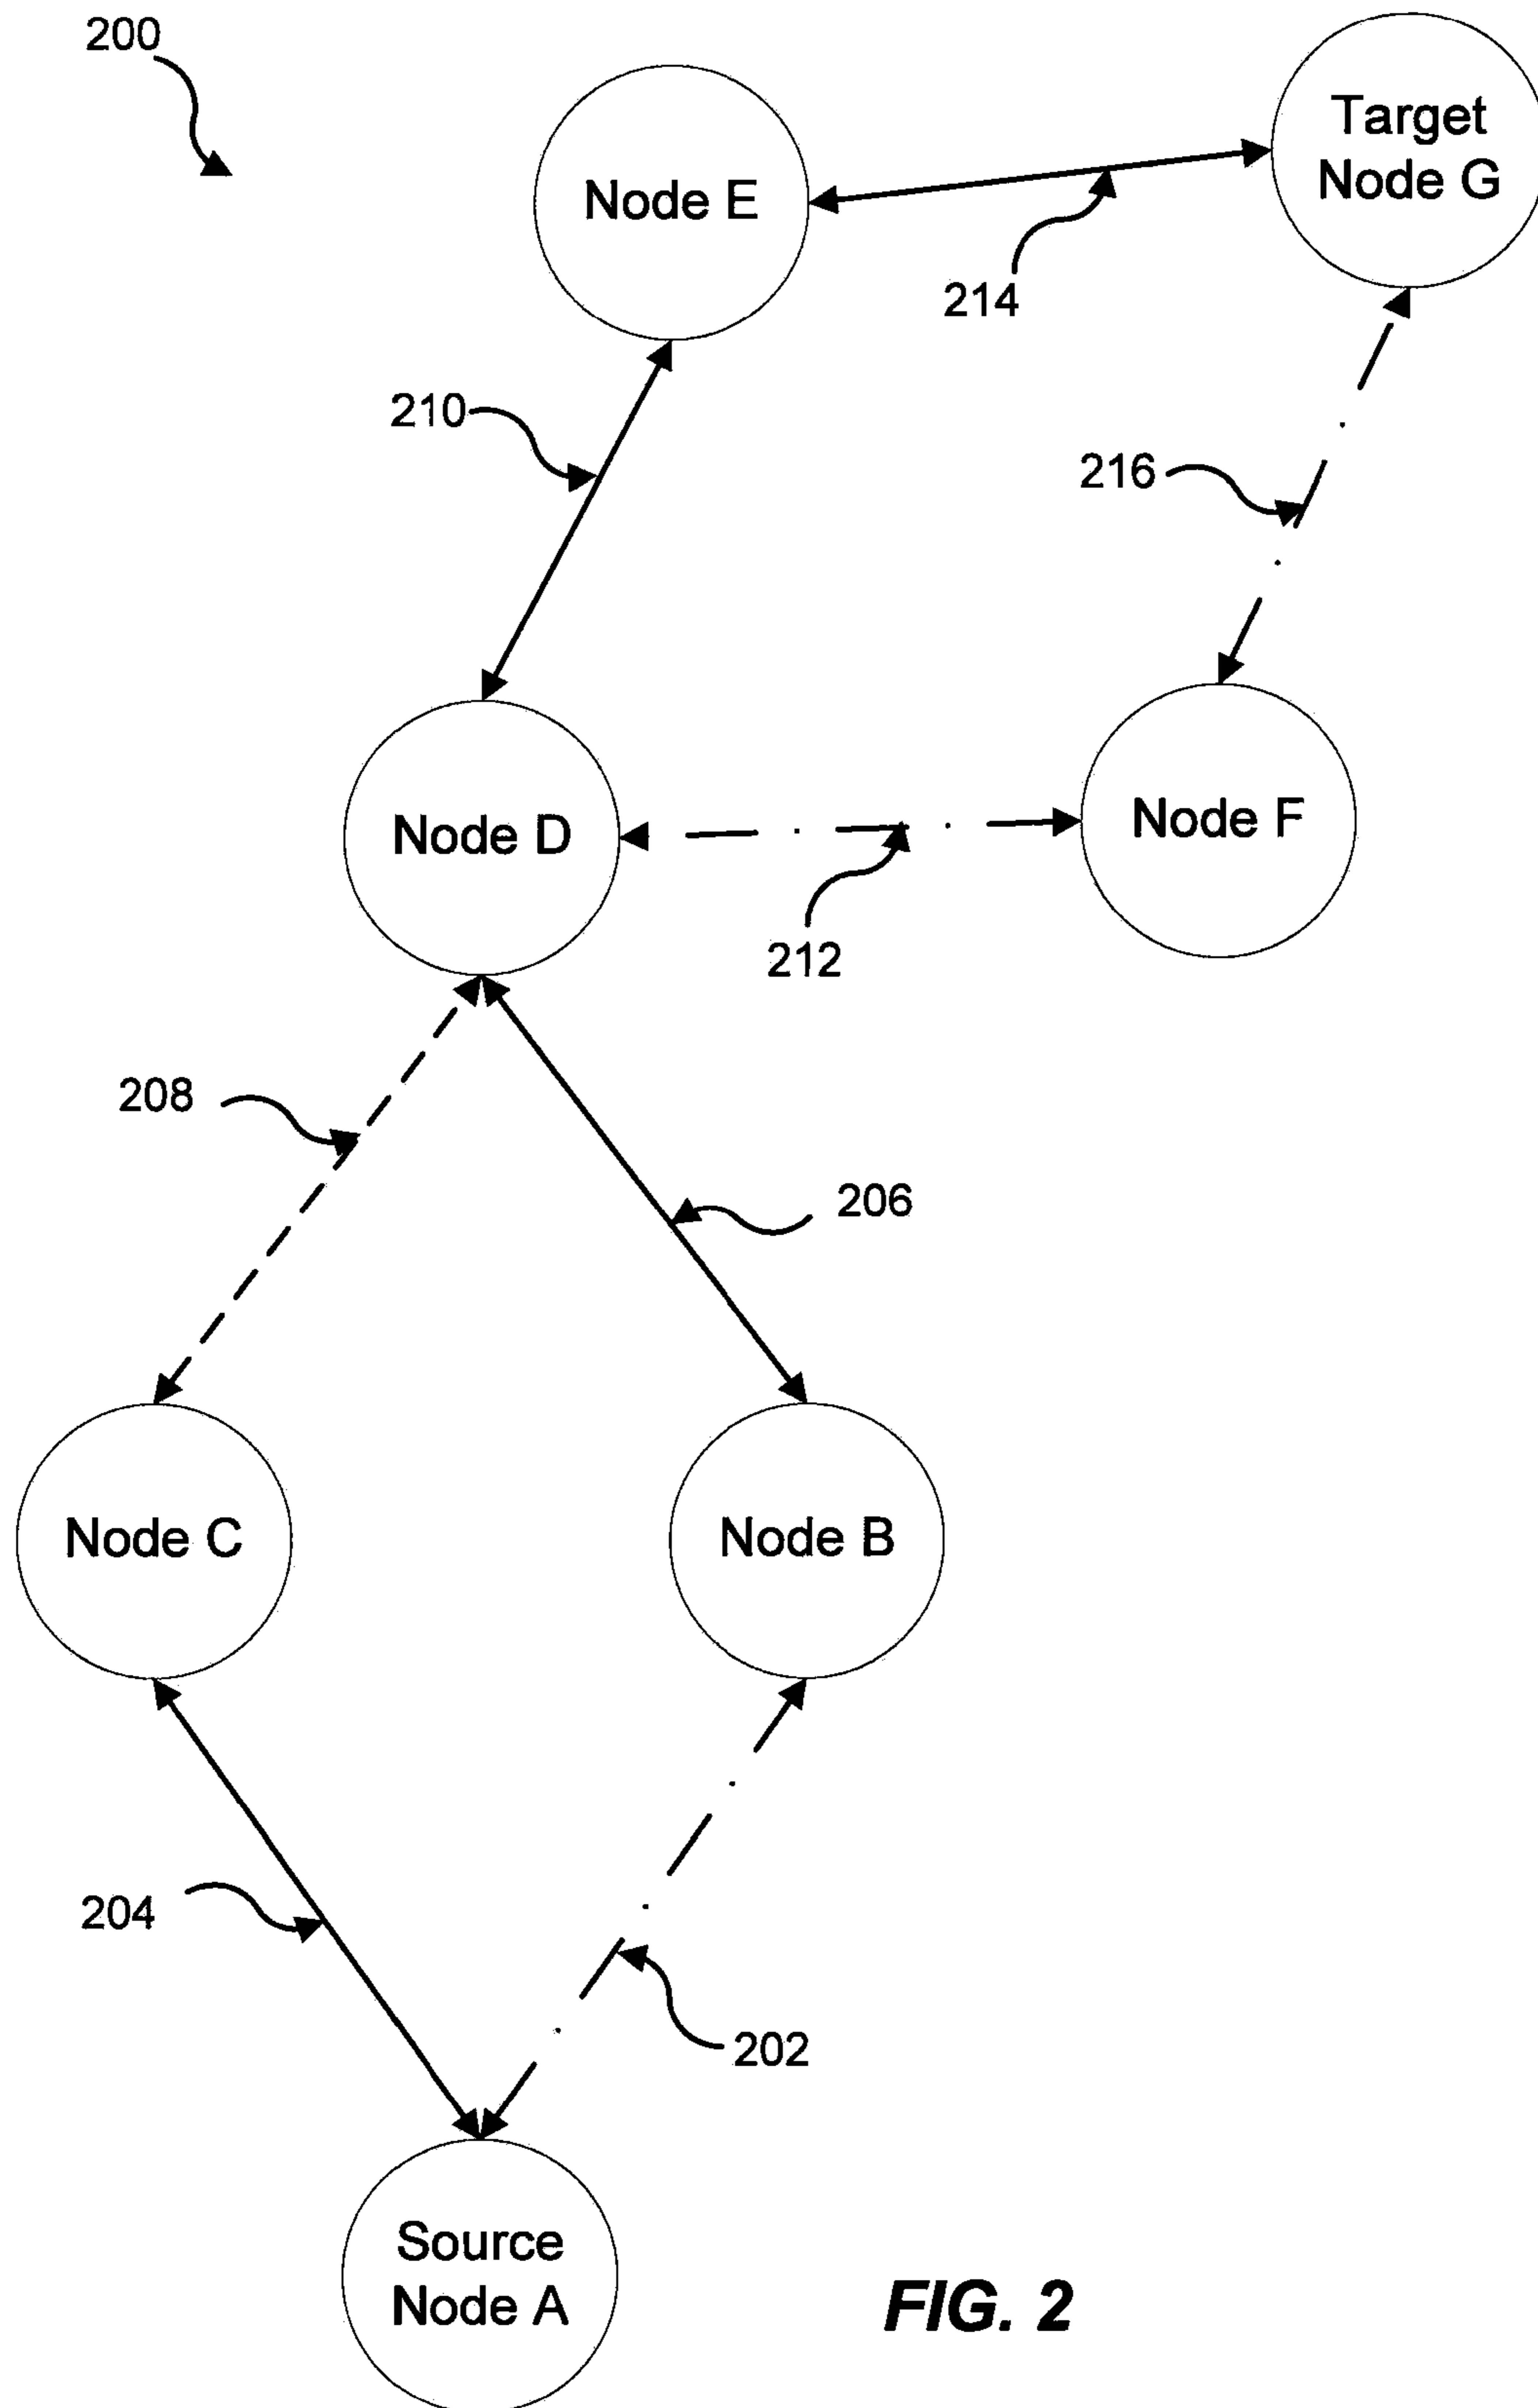 200
Target
Node G
Node E
214
210
216
Node D
Node F
212
208
206
Node C
Node B
204
202
Source
Node A
FIG. 2